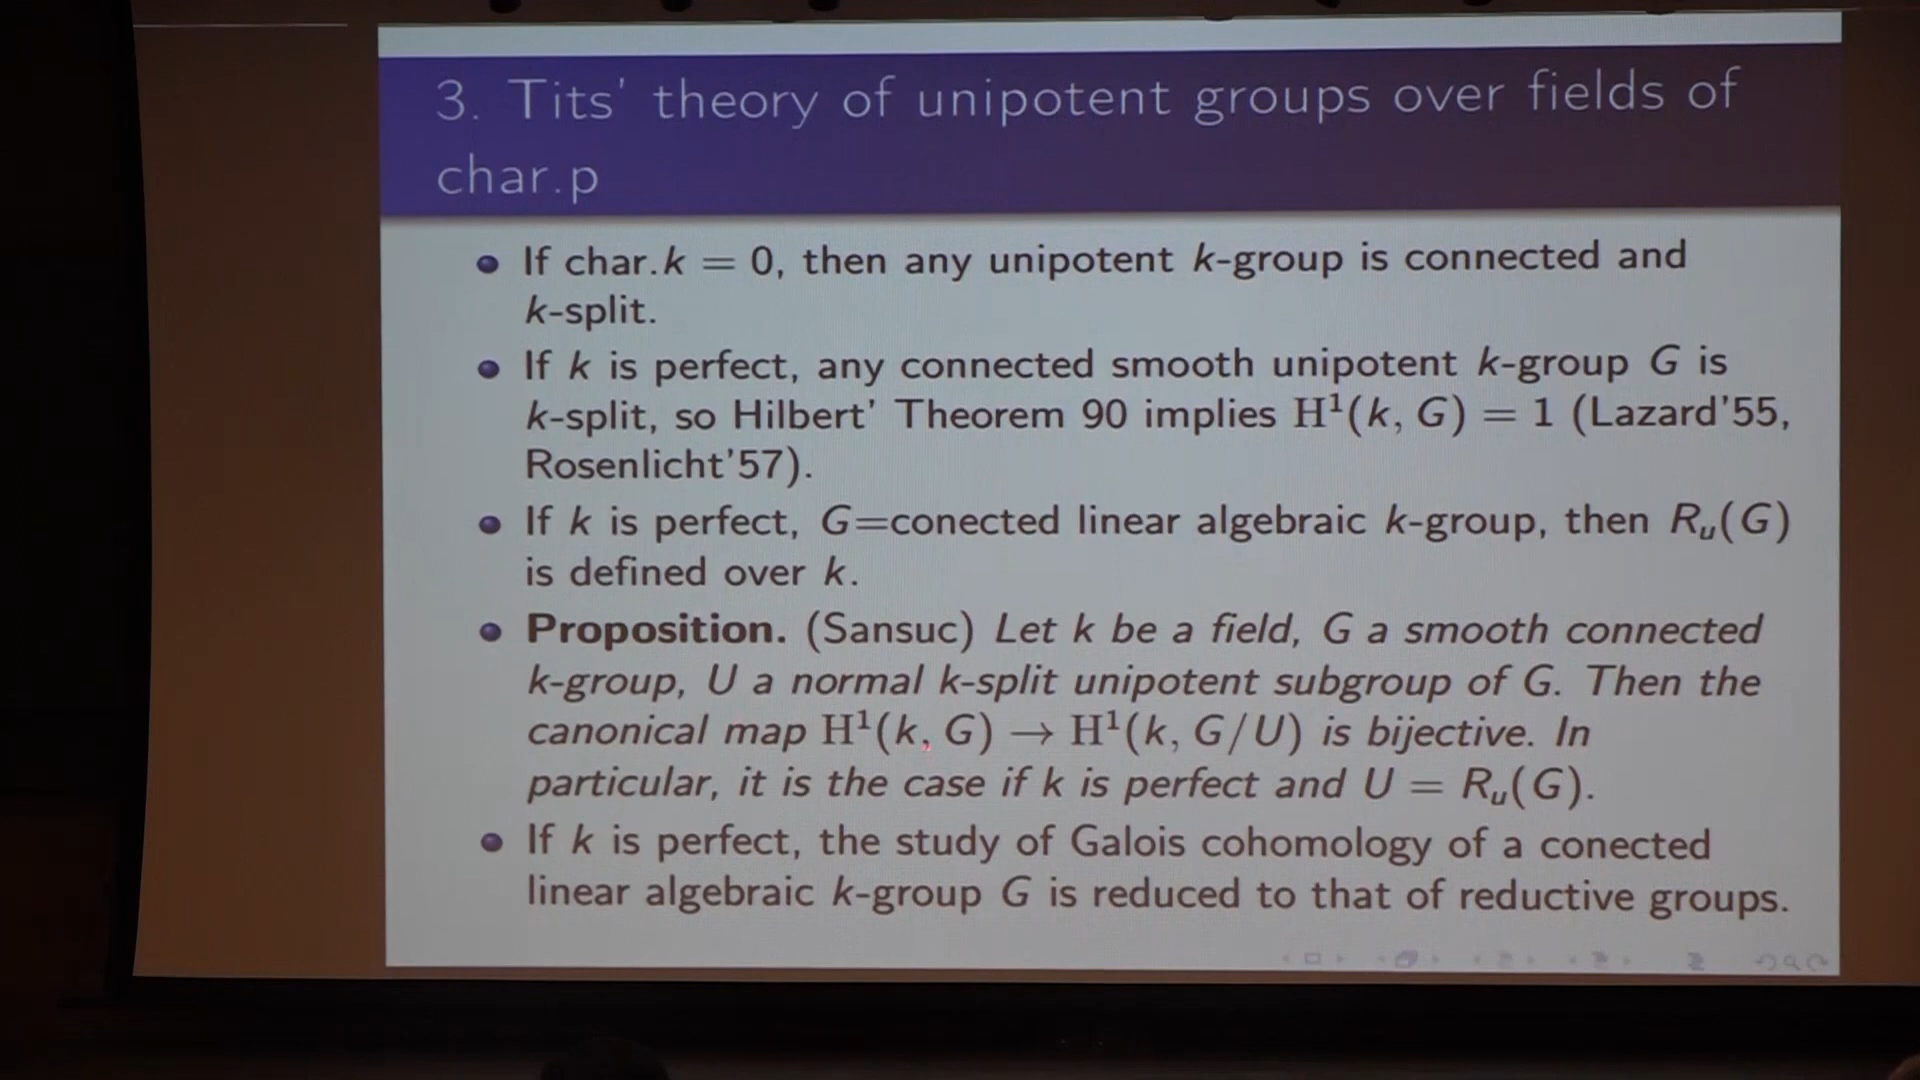 3. Tits' theory of unipotent groups over fields of
char.p
• If char.k = 0, then any unipotent k-group is connected and
k-split.
• If k is perfect, any connected smooth unipotent k-group G is
k-split, so Hilbert' Theorem 90 implies H¹(k, G) = 1 (Lazard'55,
Rosenlicht'57).
• If k is perfect, G=conected linear algebraic k-group, then Rᵤ(G)
is defined over k.
• Proposition. (Sansuc) Let k be a field, G a smooth connected
k-group, U a normal k-split unipotent subgroup of G. Then the
canonical map H¹(k, G) → H¹(k, G/U) is bijective. In
particular, it is the case if k is perfect and U = Rᵤ(G).
• If k is perfect, the study of Galois cohomology of a conected
linear algebraic k-group G is reduced to that of reductive groups.